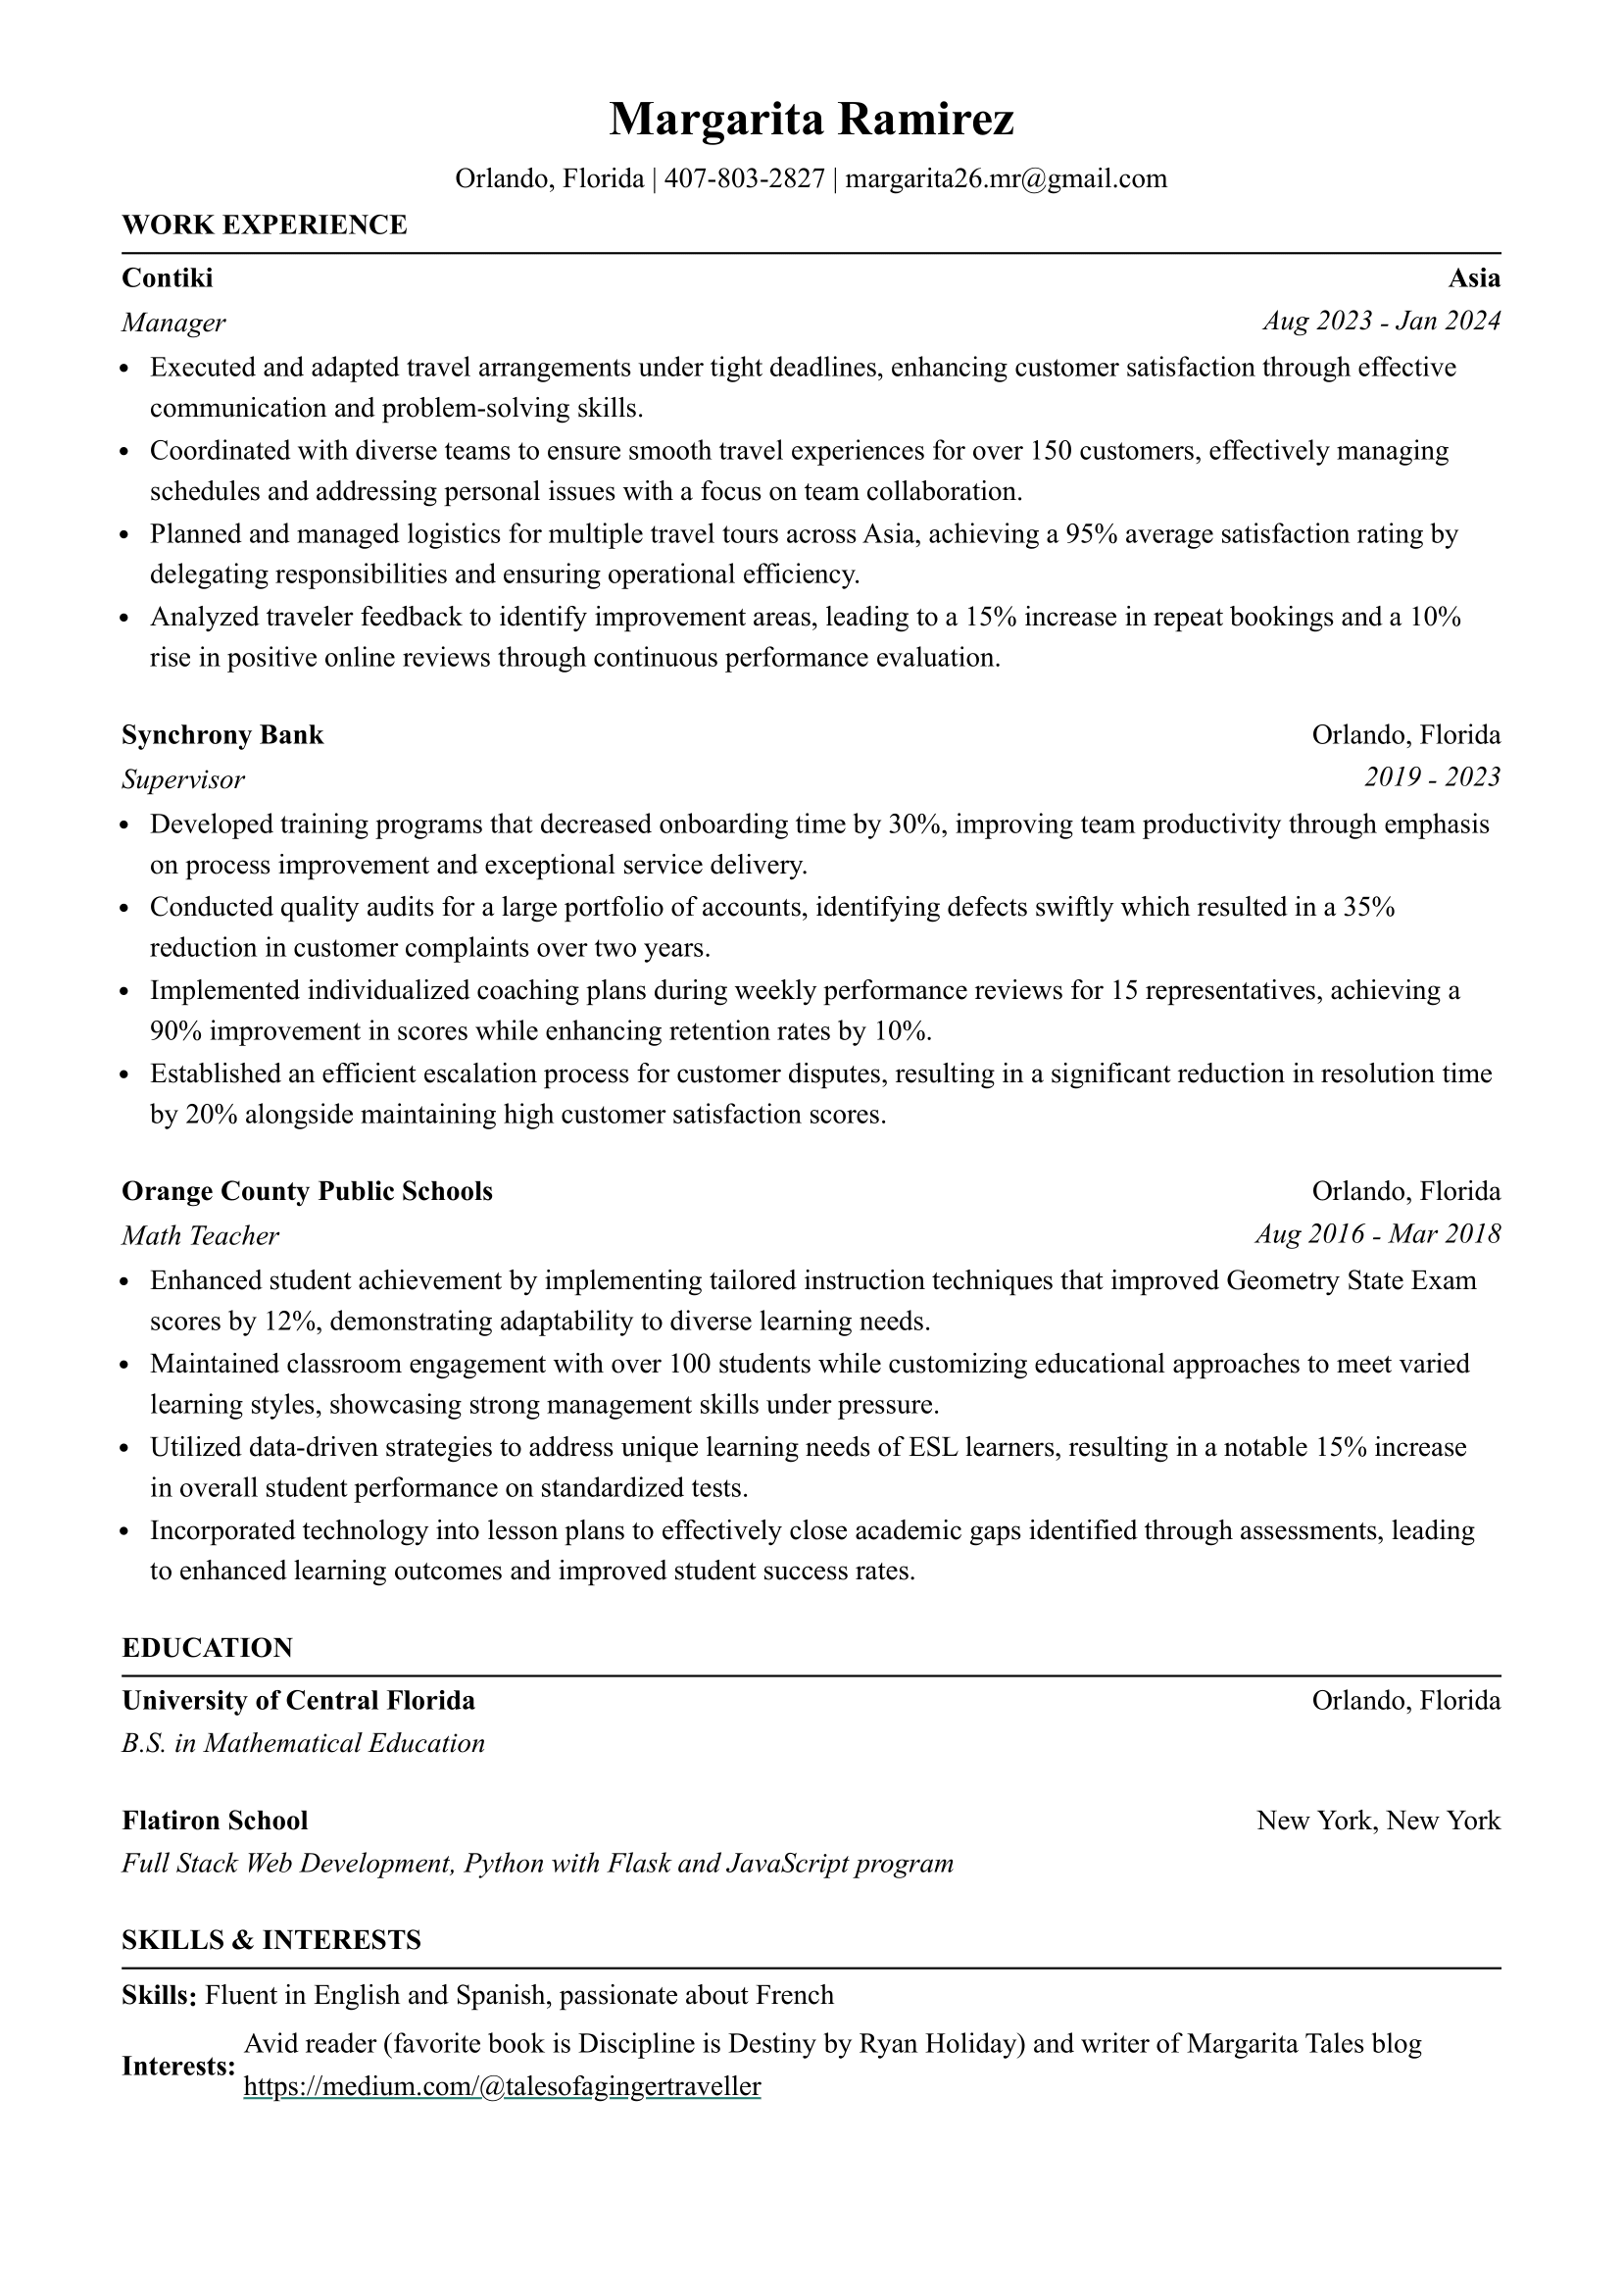 Margarita Ramirez
Orlando, Florida | 407-803-2827 | margarita26.mr@gmail.com
WORK EXPERIENCE
Contiki Asia
Manager Aug 2023 - Jan 2024
• Executed and adapted travel arrangements under tight deadlines, enhancing customer satisfaction through effective
communication and problem-solving skills.
• Coordinated with diverse teams to ensure smooth travel experiences for over 150 customers, effectively managing
schedules and addressing personal issues with a focus on team collaboration.
• Planned and managed logistics for multiple travel tours across Asia, achieving a 95% average satisfaction rating by
delegating responsibilities and ensuring operational efficiency.
• Analyzed traveler feedback to identify improvement areas, leading to a 15% increase in repeat bookings and a 10%
rise in positive online reviews through continuous performance evaluation.
Synchrony Bank Orlando, Florida
Supervisor 2019 - 2023
• Developed training programs that decreased onboarding time by 30%, improving team productivity through emphasis
on process improvement and exceptional service delivery.
• Conducted quality audits for a large portfolio of accounts, identifying defects swiftly which resulted in a 35%
reduction in customer complaints over two years.
• Implemented individualized coaching plans during weekly performance reviews for 15 representatives, achieving a
90% improvement in scores while enhancing retention rates by 10%.
• Established an efficient escalation process for customer disputes, resulting in a significant reduction in resolution time
by 20% alongside maintaining high customer satisfaction scores.
Orange County Public Schools Orlando, Florida
Math Teacher Aug 2016 - Mar 2018
• Enhanced student achievement by implementing tailored instruction techniques that improved Geometry State Exam
scores by 12%, demonstrating adaptability to diverse learning needs.
• Maintained classroom engagement with over 100 students while customizing educational approaches to meet varied
learning styles, showcasing strong management skills under pressure.
• Utilized data-driven strategies to address unique learning needs of ESL learners, resulting in a notable 15% increase
in overall student performance on standardized tests.
• Incorporated technology into lesson plans to effectively close academic gaps identified through assessments, leading
to enhanced learning outcomes and improved student success rates.
EDUCATION
University of Central Florida Orlando, Florida
B.S. in Mathematical Education
Flatiron School New York, New York
Full Stack Web Development, Python with Flask and JavaScript program
SKILLS & INTERESTS
Skills: Fluent in English and Spanish, passionate about French
Interests: Avid reader (favorite book is Discipline is Destiny by Ryan Holiday) and writer of Margarita Tales blog
https://medium.com/@talesofagingertraveller